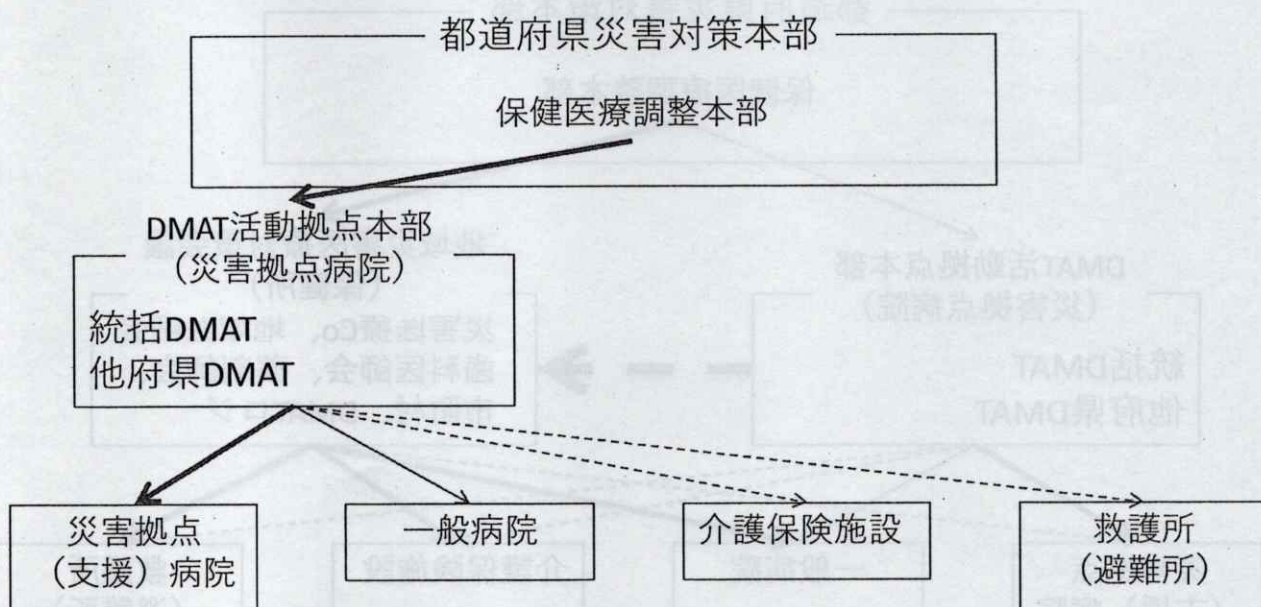 都道府県災害対策本部
保健医療調整本部
DMAT活動拠点本部
（災害拠点病院）
統括DMAT
他府県DMAT
災害拠点
（支援）病院
一般病院
介護保険施設
救護所
（避難所）